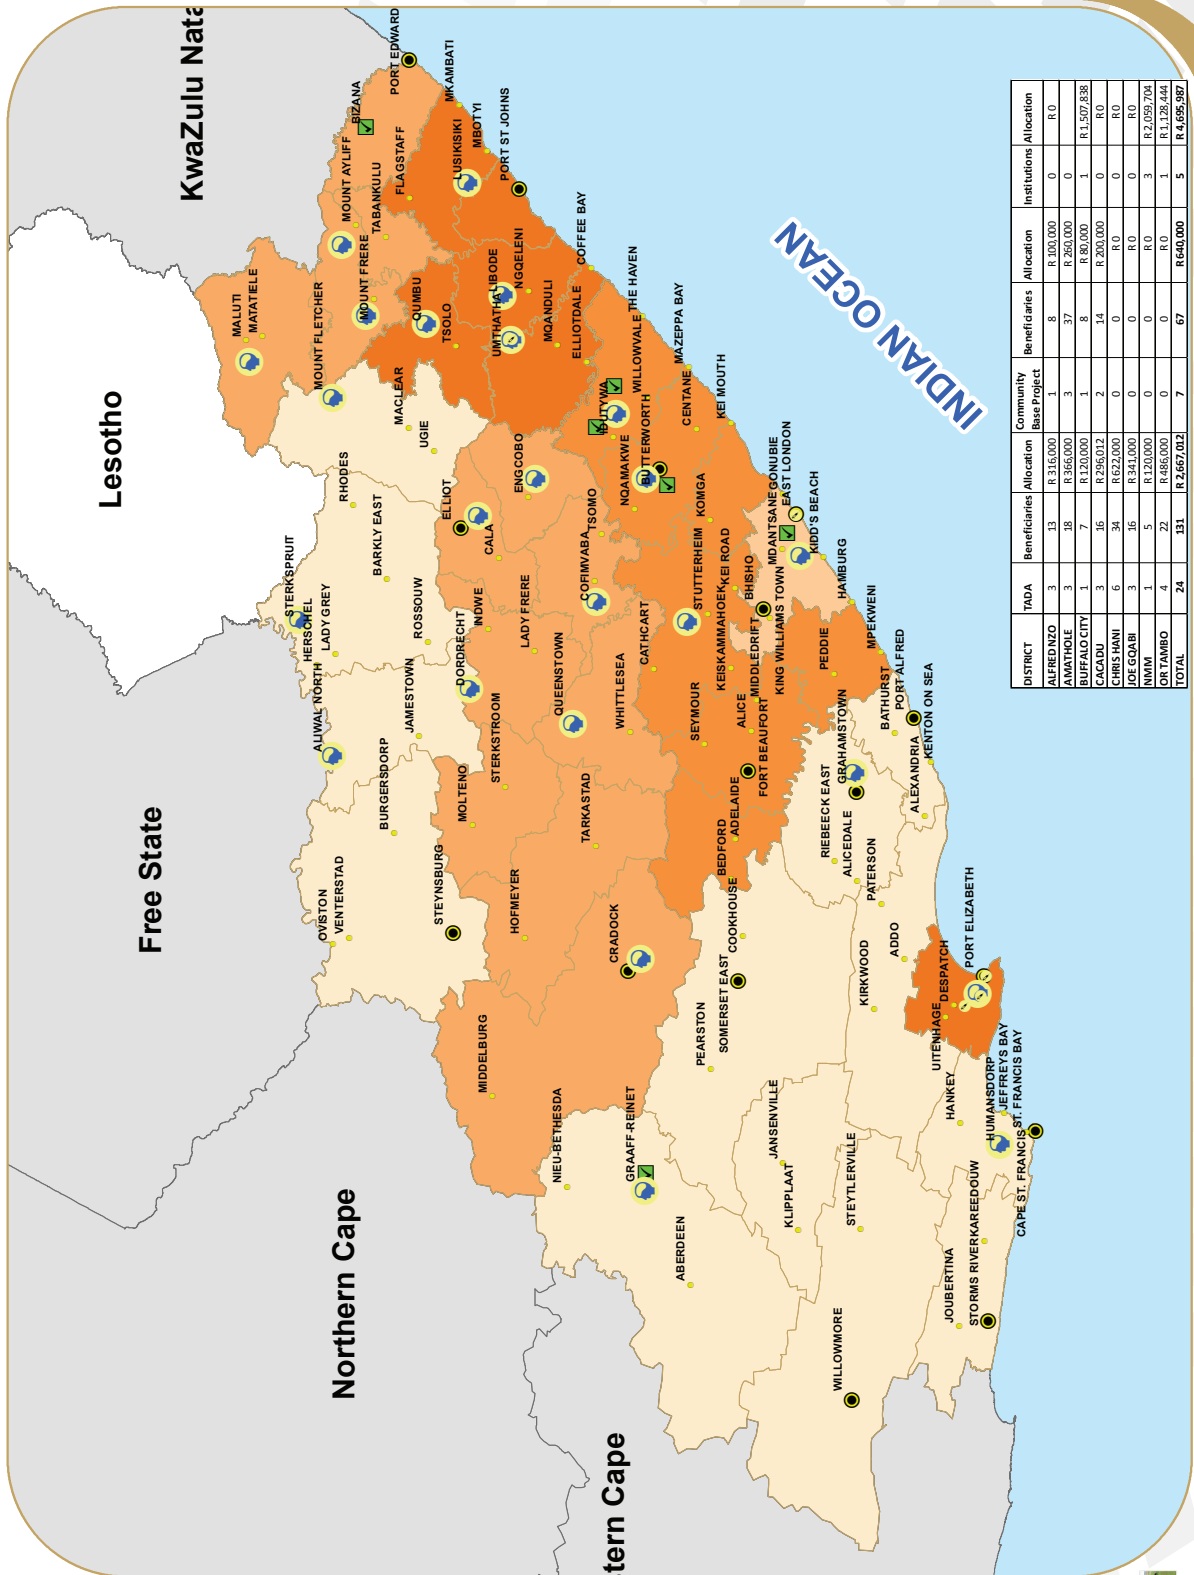 Lesotho
Free State
KwaZulu Nata
Northern Cape
tern Cape
INDIAN OCEAN
MALUTI
MATATIELE
STERKSPRUIT
HERSCHEL
LADY GREY
ALIWAL NORTH
OVISTON
VENTERSTAD
MOUNT FLETCHER
MOUNT AYLIFF
BIZANA
PORT EDWARD
MOUNT FRERE
TABANKULU
FLAGSTAFF
RHODES
BARKLY EAST
BURGERSDORP
MACLEAR
UGIE
ROSSOUW
JAMESTOWN
STEYNSBURG
QUMBU
TSOLO
LUSIKISIKI
MKAMBATI
MBOTYI
PORT ST JOHNS
ELLIOT
DORDRECHT
MOLTENO
INDWE
CALA
STERKSTROOM
MIDDELBURG
HOFMEYER
LADY FRERE
ENGCOBO
UMTHATHA
LIBODE
NGQELENI
MQANDULI
ELLIOTDALE
COFFEE BAY
QUEENSTOWN
NIEU-BETHESDA
TARKASTAD
COFIMVABA
TSOMO
IDUTYWA
WHITTLESEA
CRADOCK
NQAMAKWE
BUTTERWORTH
WILLOWVALE
THE HAVEN
GRAAFF-REINET
CATHCART
MAZEPPA BAY
CENTANE
ABERDEEN
SEYMOUR
STUTTERHEIM
KOMGA
PEARSTON
KEISKAMMAHOEK
KEI ROAD
KEI MOUTH
SOMERSET EAST
COOKHOUSE
BEDFORD
ADELAIDE
ALICE
MIDDLEDRIFT
BHISHO
FORT BEAUFORT
KING WILLIAMS TOWN
MDANTSANE
GONUBIE
EAST LONDON
JANSENVILLE
KLIPPLAAT
KIDD'S BEACH
PEDDIE
HAMBURG
RIEBEECK EAST
GRAHAMSTOWN
WILLOWMORE
STEYTLERVILLE
ALICEDALE
KIRKWOOD
PATERSON
MPEKWENI
BATHURST
PORT ALFRED
ADDO
ALEXANDRIA
KENTON ON SEA
UITENHAGE
DESPATCH
PORT ELIZABETH
JOUBERTINA
HANKEY
STORMS RIVER
KAREEDOUW
HUMANSDORP
JEFFREYS BAY
CAPE ST. FRANCIS
ST. FRANCIS BAY
DISTRICT TADA Beneficiaries Allocation Community Base Project Beneficiaries Allocation Institutions Allocation
ALFRED NZO 3 13 R 316,000 1 8 R 100,000 0 R 0
AMATHOLE 3 18 R 366,000 3 37 R 260,000 0
BUFFALO CITY 1 7 R 120,000 1 8 R 80,000 1 R 1,507,838
CACADU 3 16 R 296,012 2 14 R 200,000 0 R 0
CHRIS HANI 6 34 R 622,000 0 0 R 0 0 R 0
JOE GQABI 3 16 R 341,000 0 0 R 0 0 R 0
NMM 1 5 R 120,000 0 0 R 0 3 R 2,059,704
OR TAMBO 4 22 R 486,000 0 0 R 0 1 R 1,128,444
TOTAL 24 131 R 2,667,012 7 67 R 640,000 5 R 4,695,987